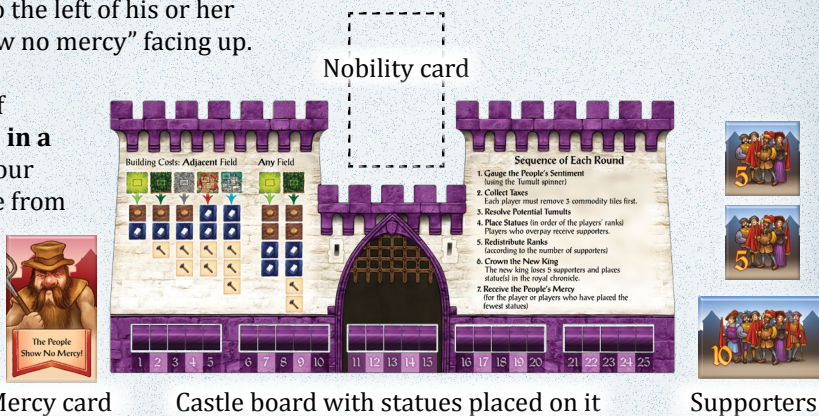 o the left of his or her
w no mercy” facing up.
f
in a
our
e from
Nobility card
Building Costs: Adjacent Field
Any Field
Sequence of Each Round
1. Gauge the People's Sentiment
(using the Tumult spinner)
2. Collect Taxes
Each player must remove 3 commodity tiles first.
3. Resolve Potential Tumults
4. Place Statues (in order of the players' ranks)
Players who overpay receive supporters.
5. Redistribute Ranks
(according to the number of supporters)
6. Crown the New King
The new king loses 5 supporters and places
statue(s) in the royal chronicle.
7. Receive the People's Mercy
(for the player or players who have placed the
fewest statues)
5
5
10
The People
Show No Mercy!
1 2 3 4 5 6 7 8 9 10 11 12 13 14 15 16 17 18 19 20 21 22 23 24 25
Mercy card
Castle board with statues placed on it
Supporters